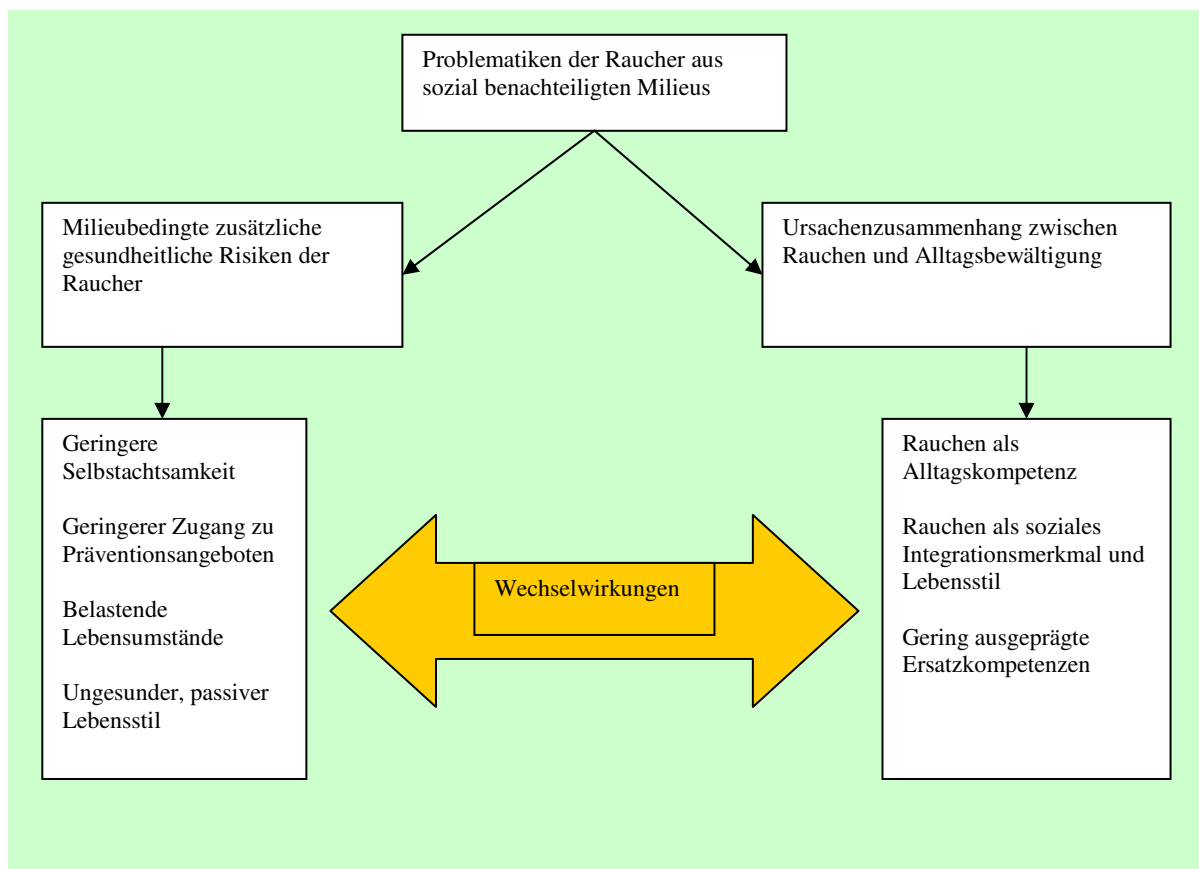 Problematiken der Raucher aus
sozial benachteiligten Milieus
Milieubedingte zusätzliche
gesundheitliche Risiken der
Raucher
Ursachenzusammenhang zwischen
Rauchen und Alltagsbewältigung
Geringere
Selbstachtsamkeit
Geringerer Zugang zu
Präventionsangeboten
Belastende
Lebensumstände
Ungesunder, passiver
Lebensstil
Wechselwirkungen
Rauchen als
Alltagskompetenz
Rauchen als soziales
Integrationsmerkmal und
Lebensstil
Gering ausgeprägte
Ersatzkompetenzen